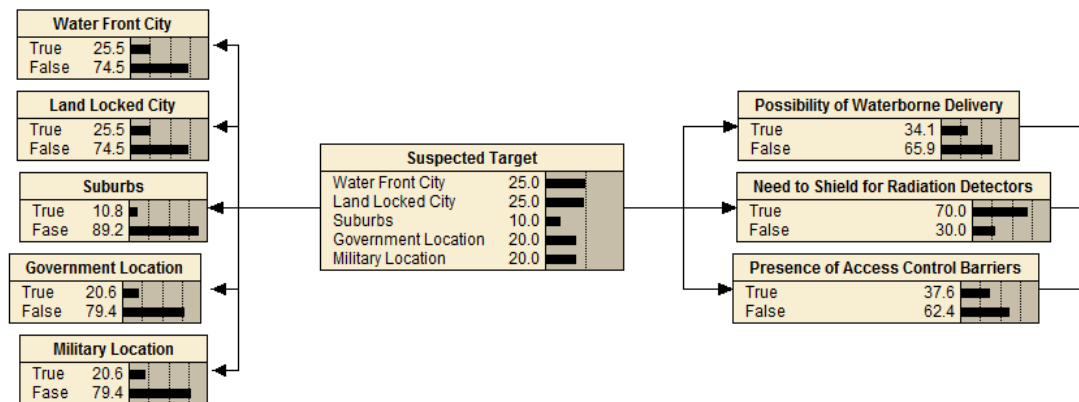 Water Front City
True 25.5
False 74.5
Land Locked City
True 25.5
False 74.5
Suburbs
True 10.8
Fase 89.2
Government Location
True 20.6
False 79.4
Military Location
True 20.6
Fase 79.4
Suspected Target
Water Front City 25.0
Land Locked City 25.0
Suburbs 10.0
Government Location 20.0
Military Location 20.0
Possibility of Waterborne Delivery
True 34.1
False 65.9
Need to Shield for Radiation Detectors
True 70.0
False 30.0
Presence of Access Control Barriers
True 37.6
False 62.4